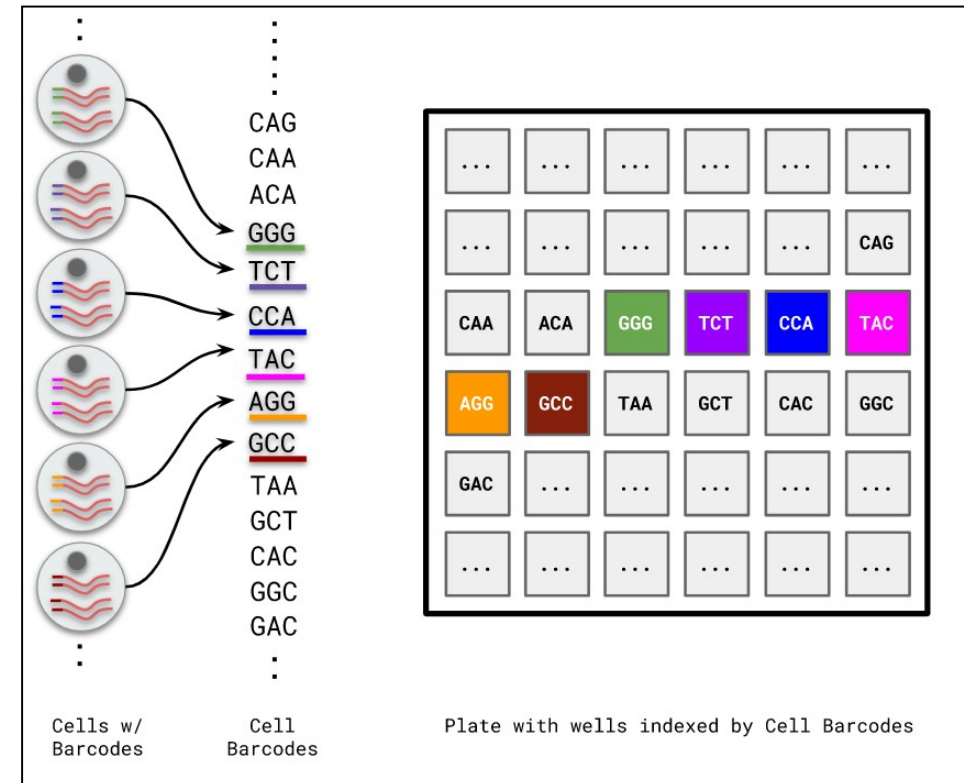 CAG
CAA
ACA
GGG
TCT
CCA
TAC
AGG
GCC
TAA
GCT
CAC
GGC
GAC
... ... ... ... ... ...
... ... ... ... ... CAG
CAA ACA GGG TCT CCA TAC
AGG GCC TAA GCT CAC GGC
GAC ... ... ... ... ...
... ... ... ... ... ...
Cells w/
Barcodes
Cell
Barcodes
Plate with wells indexed by Cell Barcodes